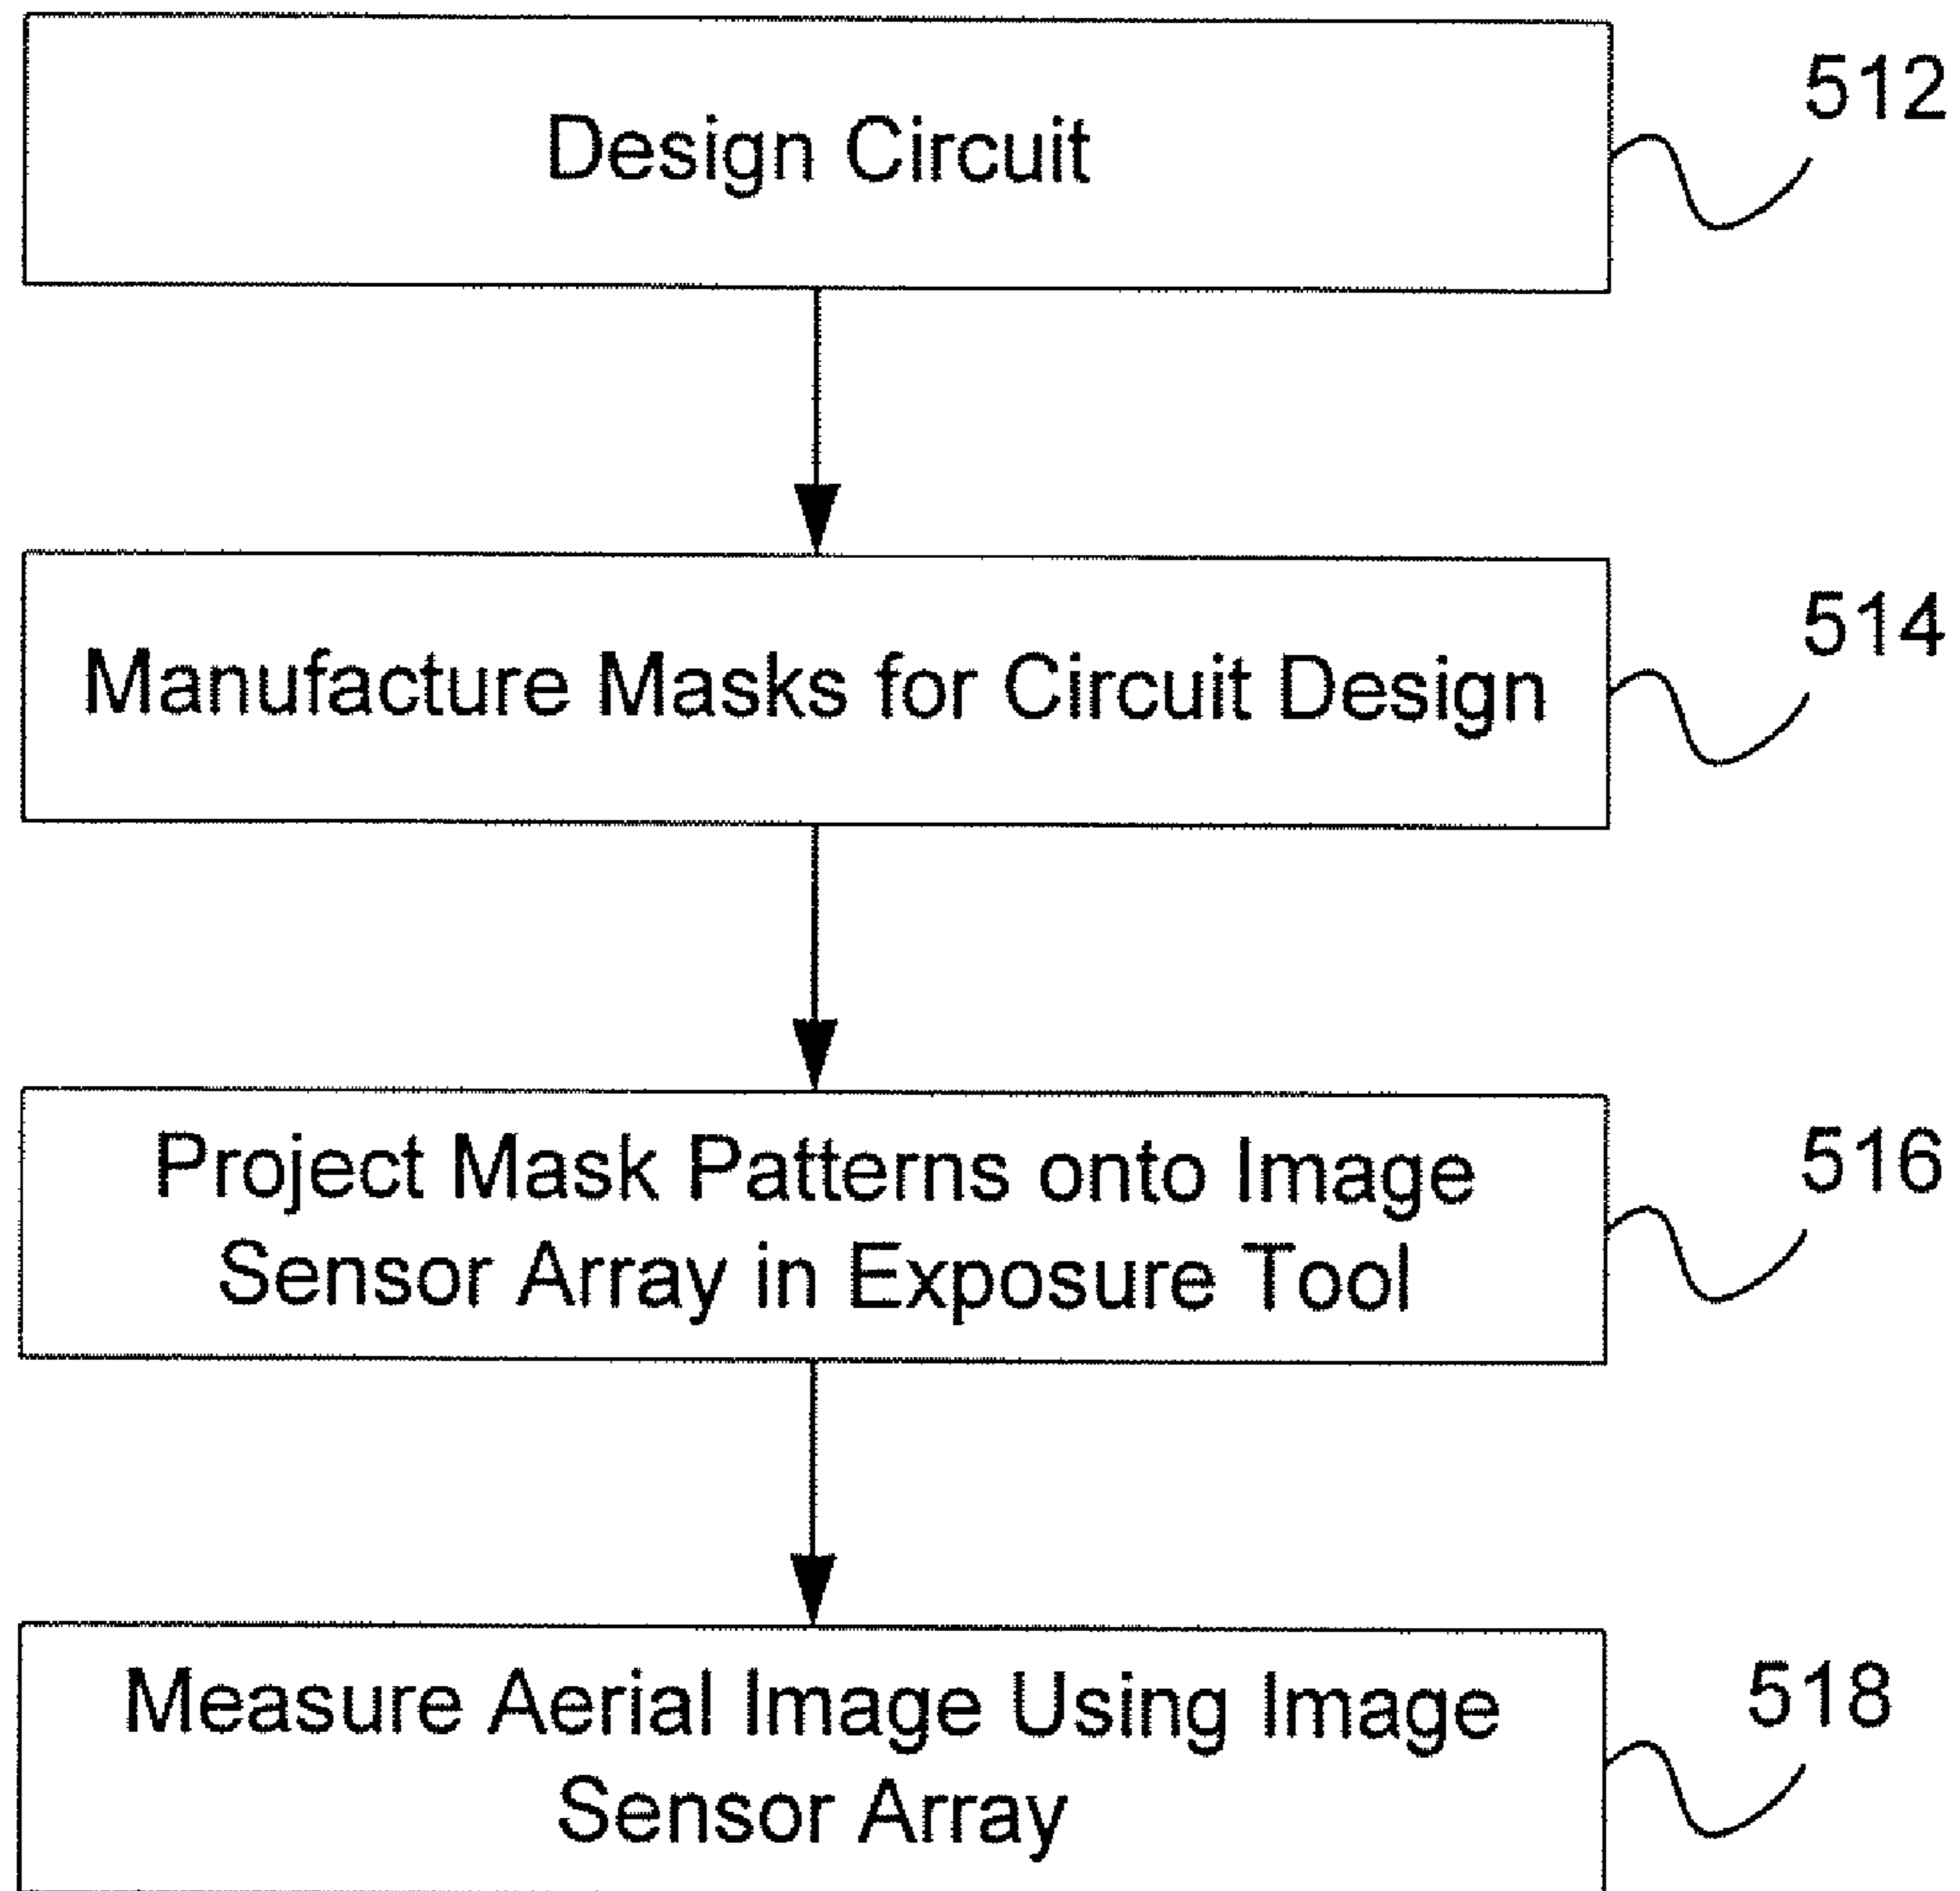 Design Circuit
512
Manufacture Masks for Circuit Design
514
Project Mask Patterns onto Image
Sensor Array in Exposure Tool
516
Measure Aerial Image Using Image
Sensor Array
518